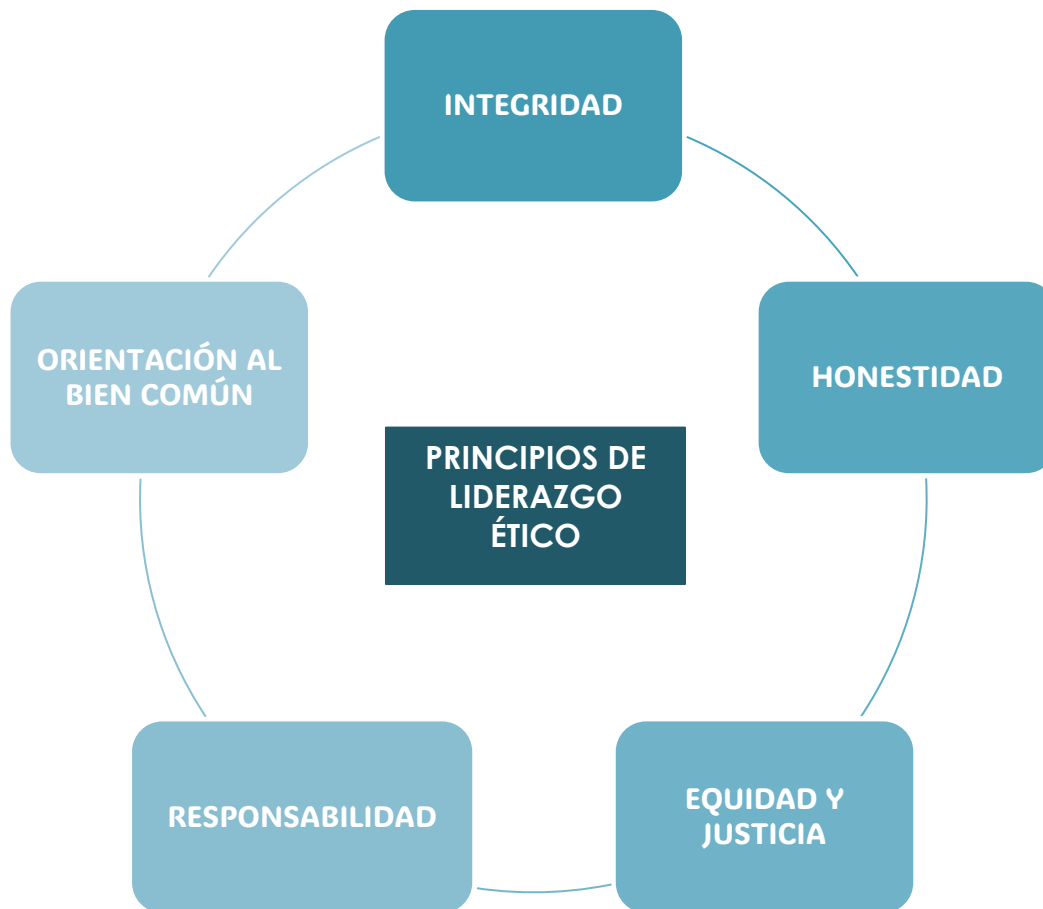 INTEGRIDAD
HONESTIDAD
EQUIDAD Y
JUSTICIA
RESPONSABILIDAD
ORIENTACIÓN AL
BIEN COMÚN
PRINCIPIOS DE
LIDERAZGO
ÉTICO